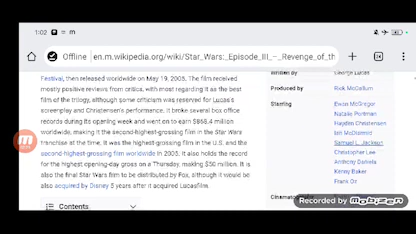 1:02
Offline en.m.wikipedia.org/wiki/Star_Wars:_Episode_III_–_Revenge_of_th
Festival, then released worldwide on May 19, 2005. The film received
mostly positive reviews from critics, with most regarding it as the best
film of the trilogy, although some criticism was reserved for Lucas's
screenplay and Christensen's performance. It broke several box office
records during its opening week and went on to earn $868.4 million
worldwide, making it the second-highest-grossing film in the Star Wars
franchise at the time. It was the highest-grossing film in the U.S. and the
second-highest-grossing film worldwide in 2005. It also holds the
record for the highest opening-day gross on a Thursday, making $50 million. It is
also the final Star Wars film to be distributed by Fox, although it would be
also acquired by Disney 5 years after it acquired Lucasfilm.
Contents
Written by George Lucas
Produced by Rick McCallum
Starring Ewan McGregor
Natalie Portman
Hayden Christensen
Ian McDiarmid
Samuel L. Jackson
Christopher Lee
Anthony Daniels
Kenny Baker
Frank Oz
Recorded by MOBIZEN